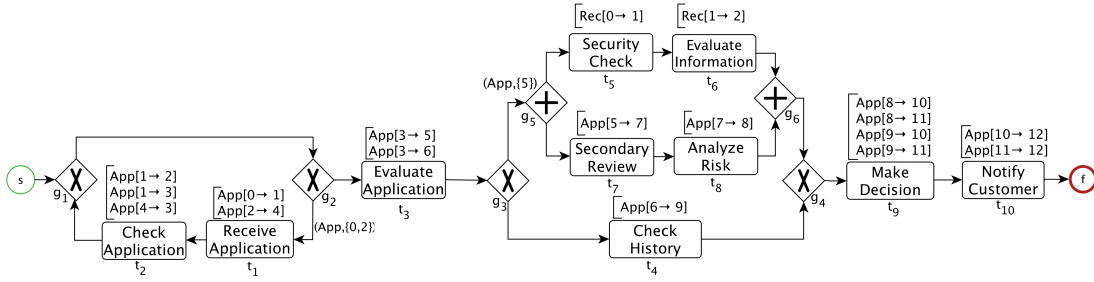 Rec[0→ 1]
Rec[1→ 2]
Security
Check
t5
Evaluate
Information
t6
(App,{5})
g5
g6
App[5→ 7]
App[7→ 8]
Secondary
Review
t7
Analyze
Risk
t8
App[8→ 10]
App[8→ 11]
App[9→ 10]
App[9→ 11]
App[10→ 12]
App[11→ 12]
App[3→ 5]
App[3→ 6]
s
g1
g2
Evaluate
Application
t3
g3
g4
Make
Decision
t9
Notify
Customer
t10
f
App[1→ 2]
App[1→ 3]
App[4→ 3]
App[0→ 1]
App[2→ 4]
(App,{0,2})
Check
Application
t2
Receive
Application
t1
App[6→ 9]
Check
History
t4